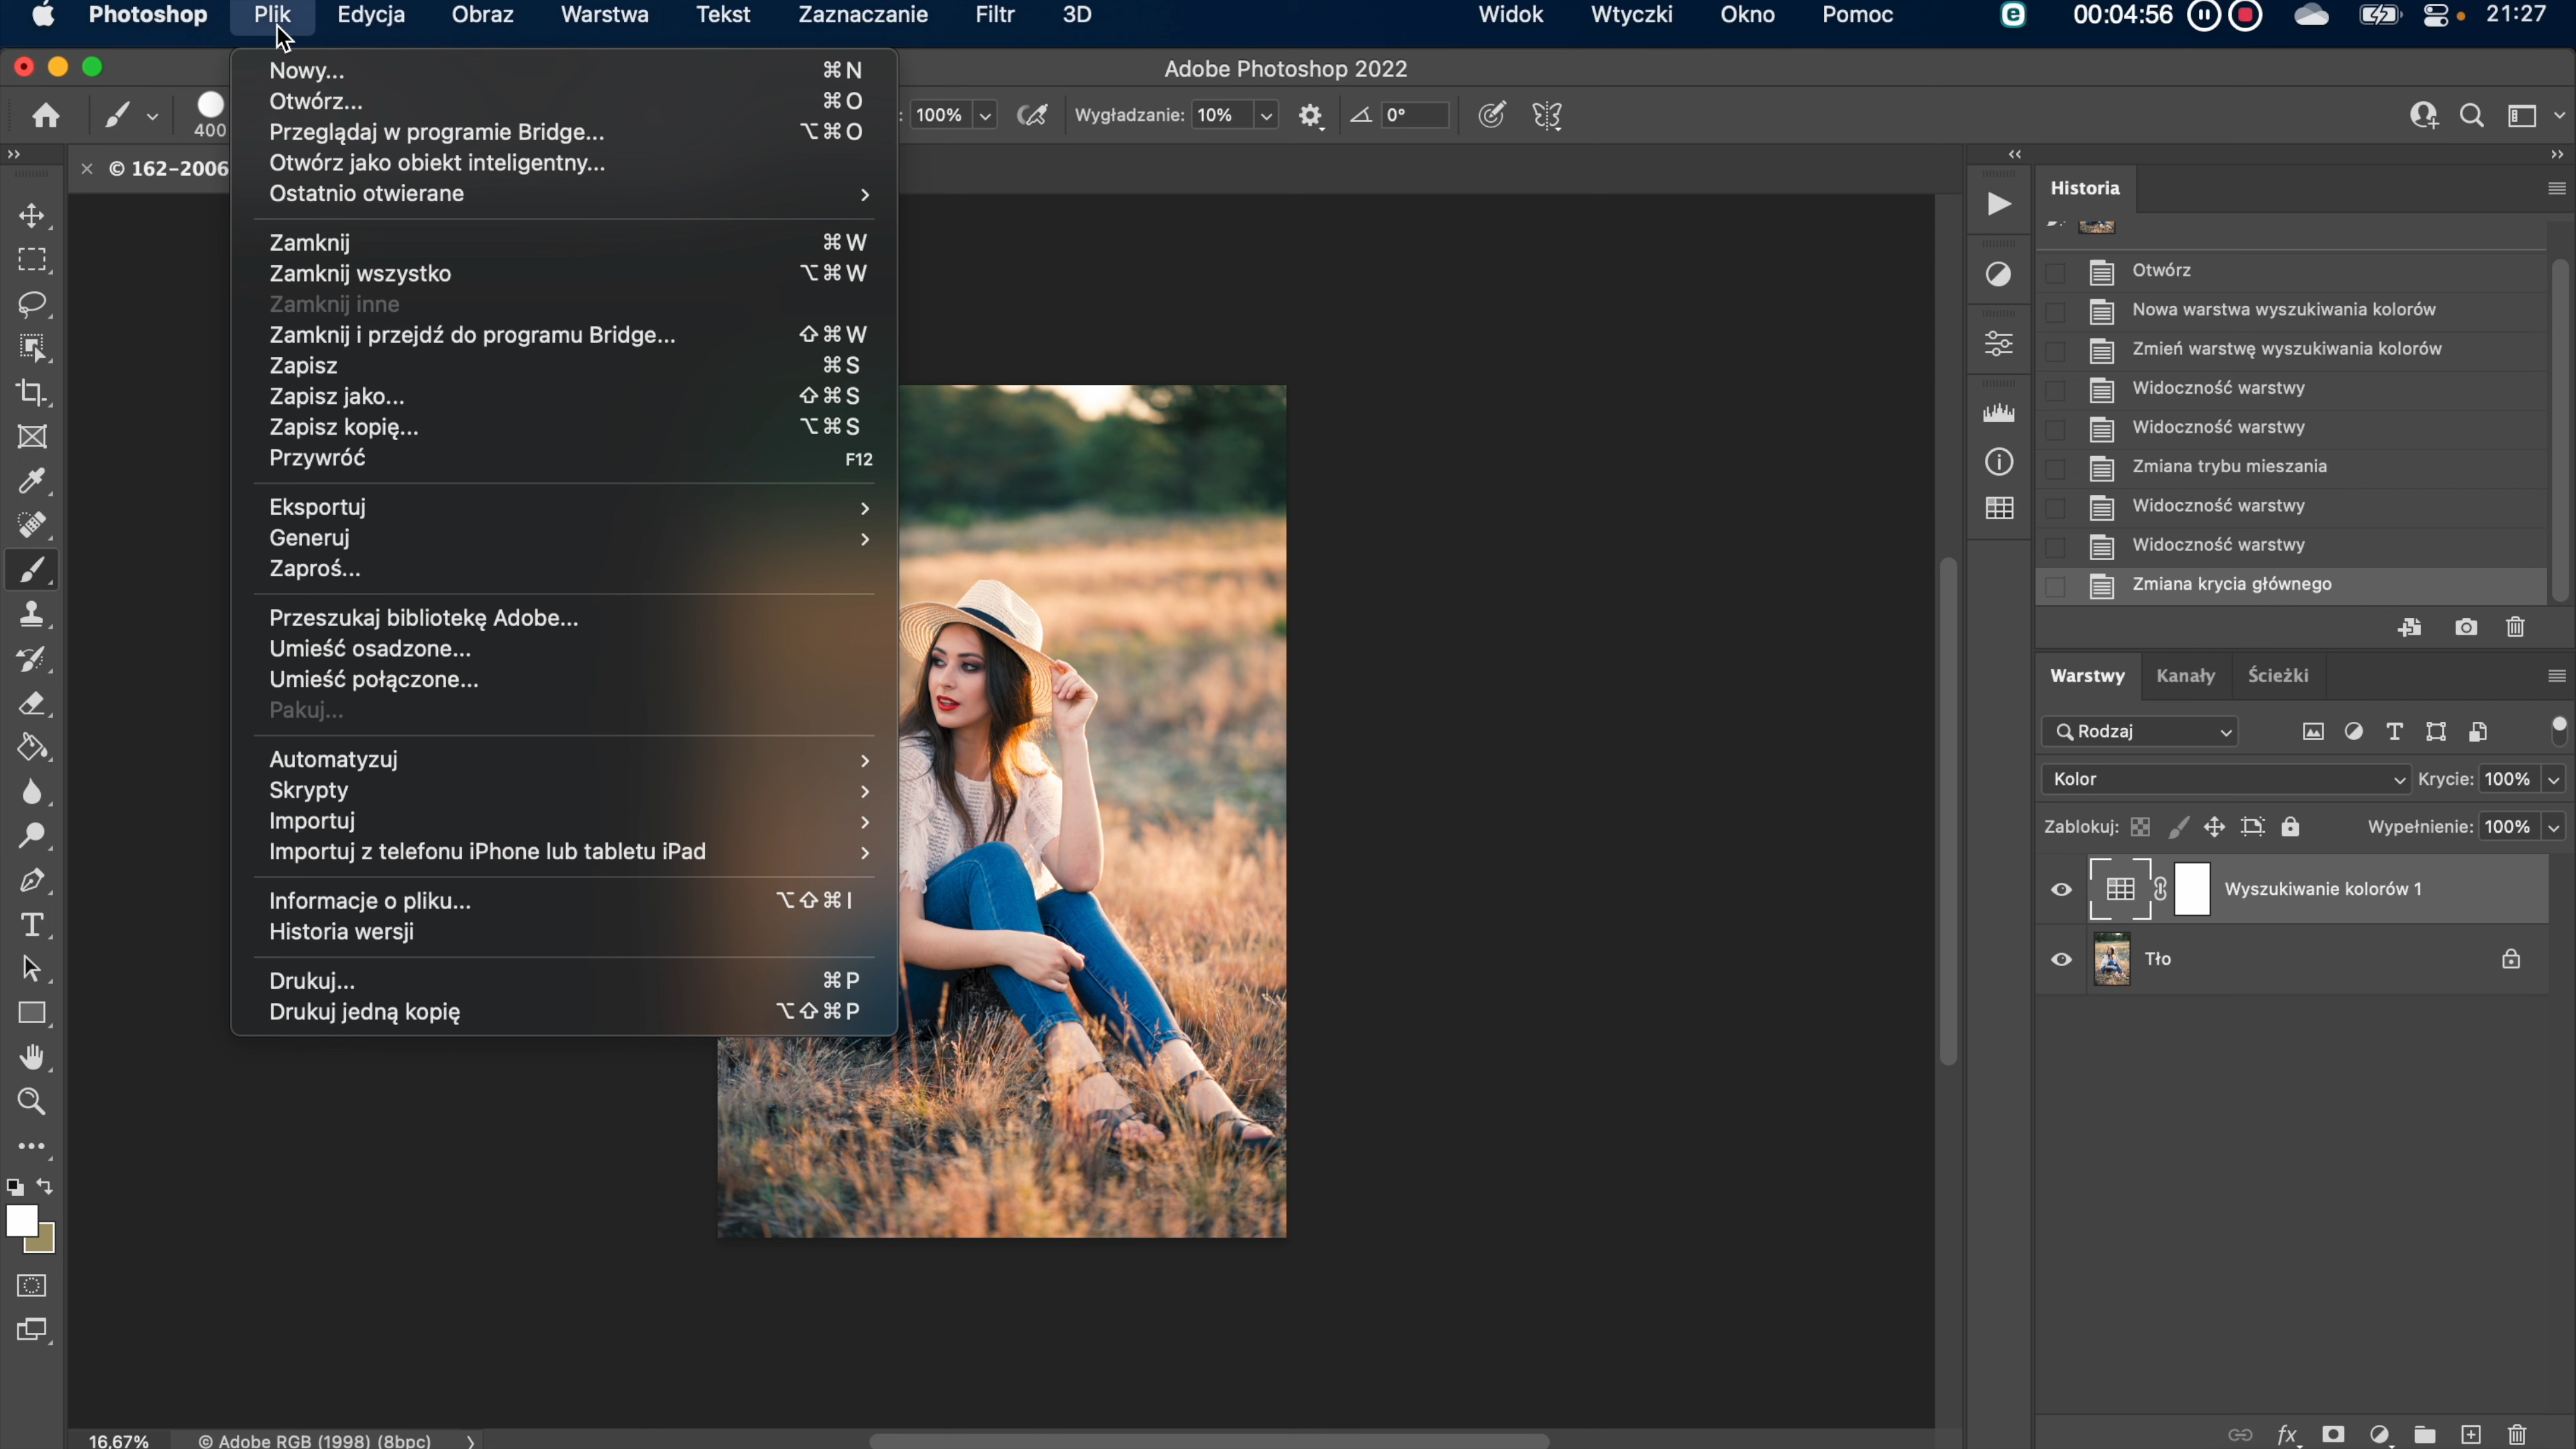 Photoshop Plik Edycja Obraz Warstwa Tekst Zaznaczanie Filtr 3D Widok Wtyczki Okno Pomoc 00:04:56 21:27
Adobe Photoshop 2022
400 : 100% Wygładzanie: 10% 0°
© 162-2006
Nowy... ⌘N
Otwórz... ⌘O
Przeglądaj w programie Bridge... ⌥⌘O
Otwórz jako obiekt inteligentny...
Ostatnio otwierane
Zamknij ⌘W
Zamknij wszystko ⌥⌘W
Zamknij inne
Zamknij i przejdź do programu Bridge... ⇧⌘W
Zapisz ⌘S
Zapisz jako... ⇧⌘S
Zapisz kopię... ⌥⌘S
Przywróć F12
Eksportuj
Generuj
Zaproś...
Przeszukaj bibliotekę Adobe...
Umieść osadzone...
Umieść połączone...
Pakuj...
Automatyzuj
Skrypty
Importuj
Importuj z telefonu iPhone lub tabletu iPad
Informacje o pliku... ⌥⇧⌘I
Historia wersji
Drukuj... ⌘P
Drukuj jedną kopię ⌥⇧⌘P
Historia
Otwórz
Nowa warstwa wyszukiwania kolorów
Zmień warstwę wyszukiwania kolorów
Widoczność warstwy
Widoczność warstwy
Zmiana trybu mieszania
Widoczność warstwy
Widoczność warstwy
Zmiana krycia głównego
Warstwy Kanały Ścieżki
Rodzaj
Kolor Krycie: 100%
Zablokuj: Wypełnienie: 100%
Wyszukiwanie kolorów 1
Tło
fx
16,67% © Adobe RGB (1998) (8bpc)